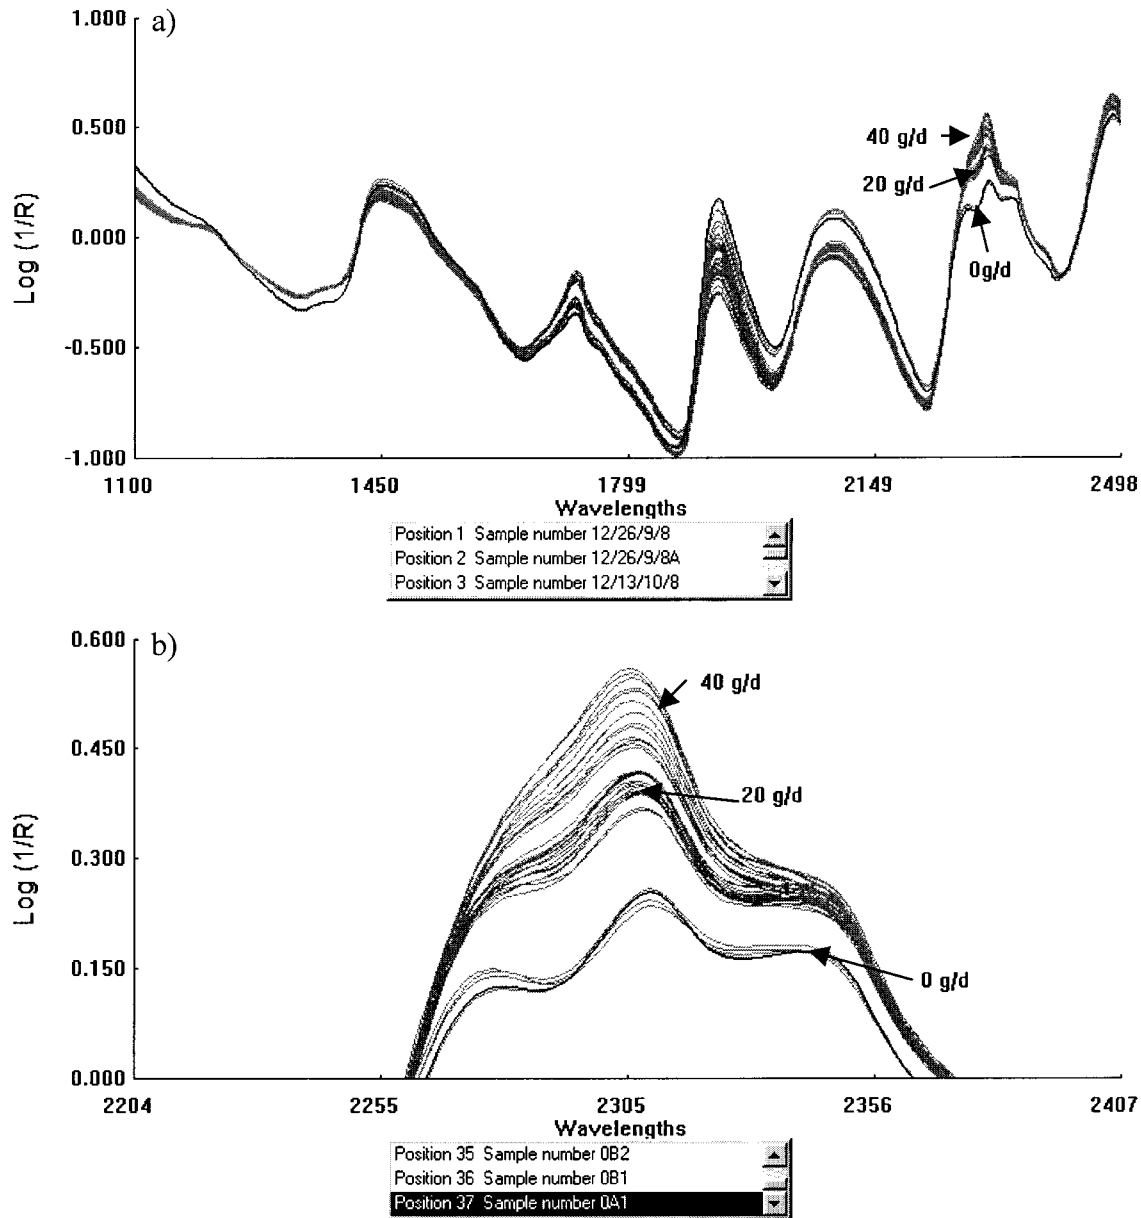 a)
1.000
0.500
0.000
-0.500
-1.000
Log (1/R)
40 g/d
20 g/d
0g/d
1100 1450 1799 2149 2498
Wavelengths
Position 1 Sample number 12/26/9/8
Position 2 Sample number 12/26/9/8A
Position 3 Sample number 12/13/10/8
b)
0.600
0.450
0.300
0.150
0.000
Log (1/R)
40 g/d
20 g/d
0 g/d
2204 2255 2305 2356 2407
Wavelengths
Position 35 Sample number 0B2
Position 36 Sample number 0B1
Position 37 Sample number 0A1